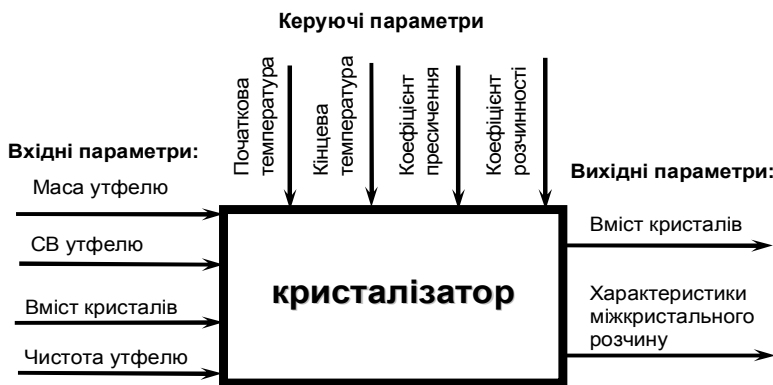 Керуючі параметри
Початкова
температура
Кінцева
температура
Коефіцієнт
пресичення
Коефіцієнт
розчинності
Вхідні параметри:
Маса утфелю
СВ утфелю
Вміст кристалів
Чистота утфелю
кристалізатор
Вихідні параметри:
Вміст кристалів
Характеристики
міжкристального
розчину